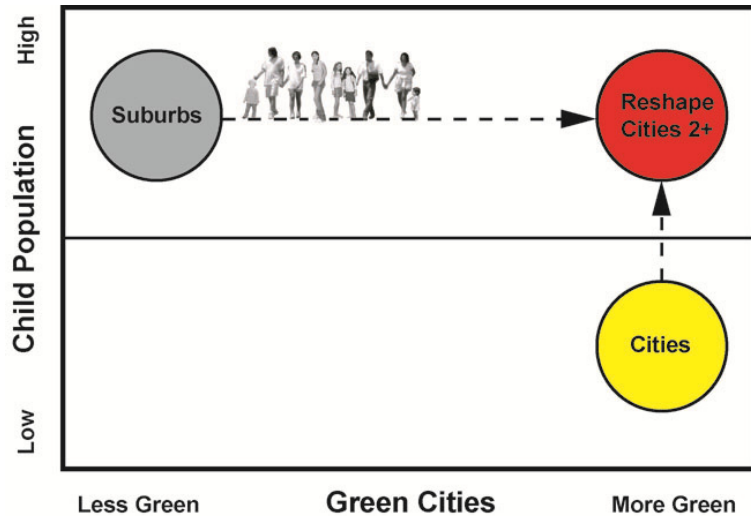 High
Child Population
Low
Suburbs
Reshape
Cities 2+
Cities
Less Green
Green Cities
More Green